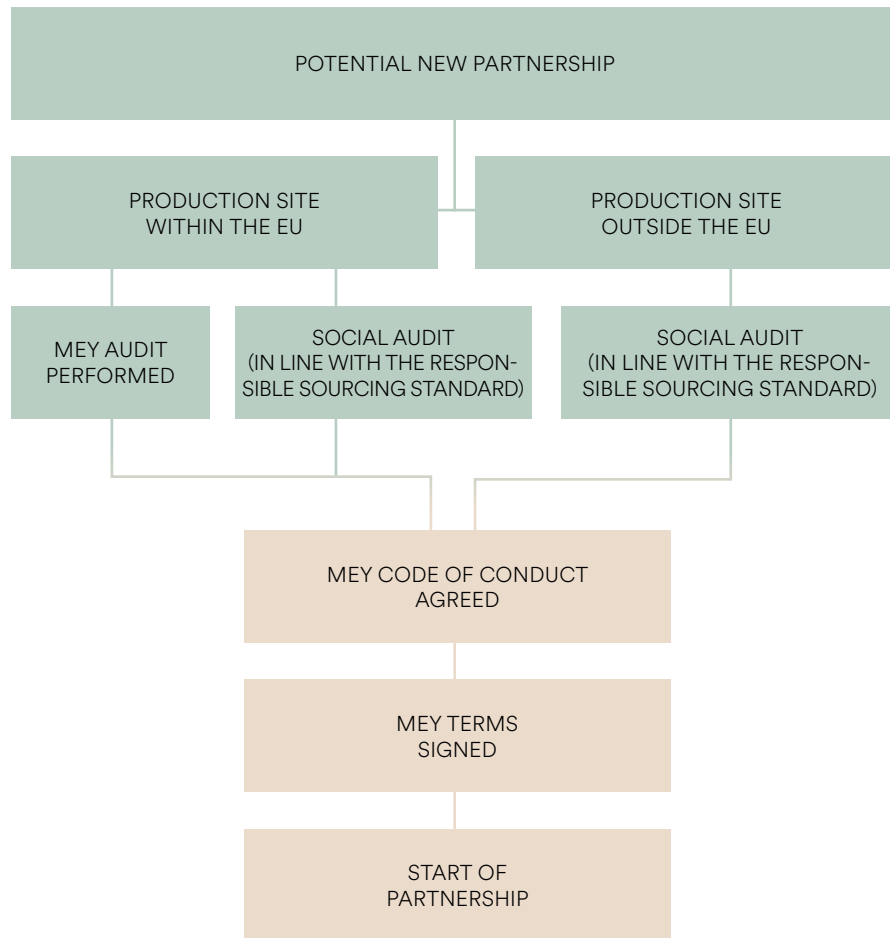 POTENTIAL NEW PARTNERSHIP
PRODUCTION SITE
WITHIN THE EU
PRODUCTION SITE
OUTSIDE THE EU
MEY AUDIT
PERFORMED
SOCIAL AUDIT
(IN LINE WITH THE RESPON-
SIBLE SOURCING STANDARD)
SOCIAL AUDIT
(IN LINE WITH THE RESPON-
SIBLE SOURCING STANDARD)
MEY CODE OF CONDUCT
AGREED
MEY TERMS
SIGNED
START OF
PARTNERSHIP